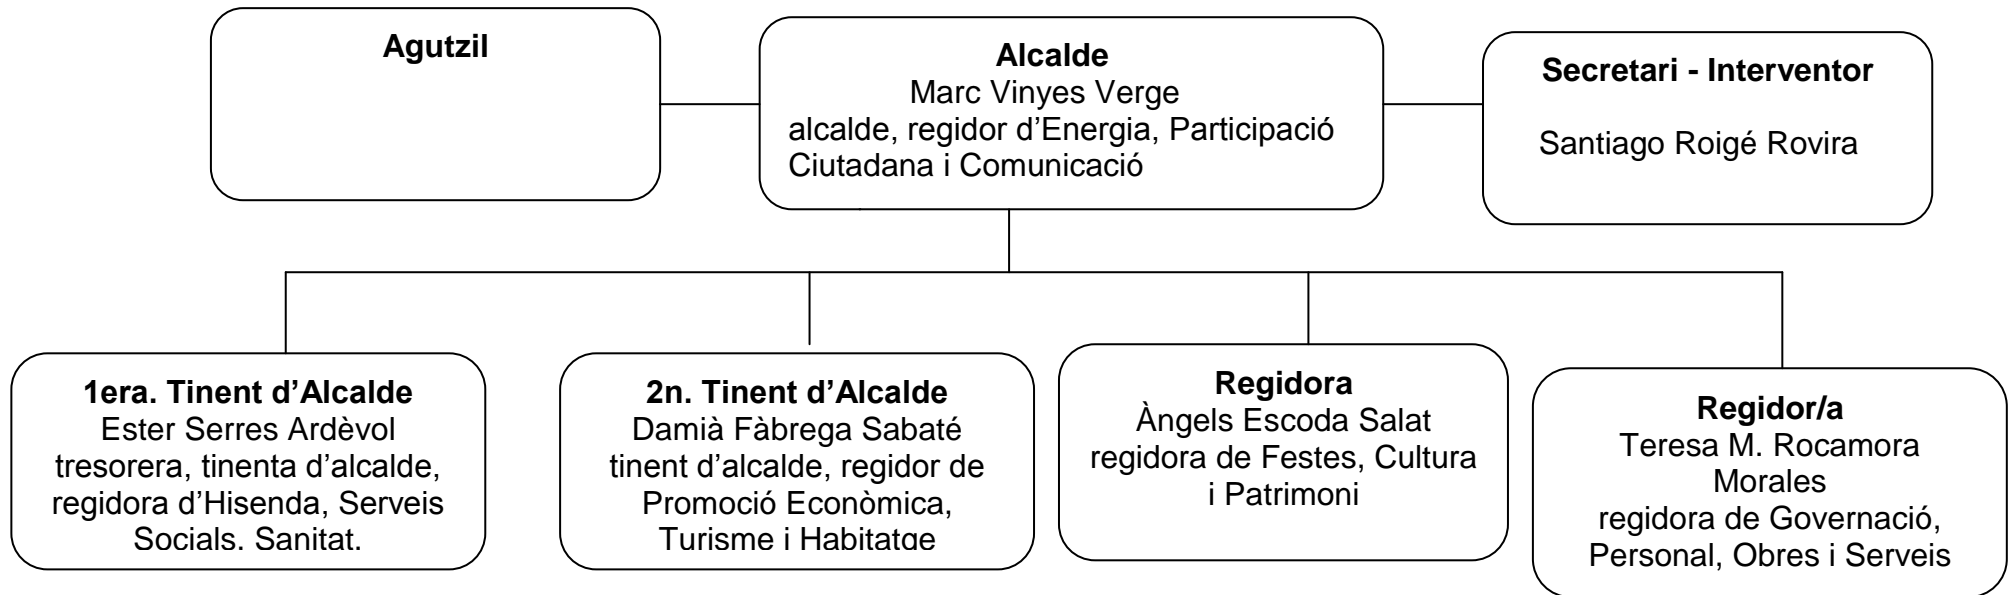 Agutzil
Alcalde
Marc Vinyes Verge
alcalde, regidor d’Energia, Participació
Ciutadana i Comunicació
Secretari - Interventor
Santiago Roigé Rovira
1era. Tinent d’Alcalde
Ester Serres Ardèvol
tresorera, tinenta d’alcalde,
regidora d’Hisenda, Serveis
Socials. Sanitat.
2n. Tinent d’Alcalde
Damià Fàbrega Sabaté
tinent d’alcalde, regidor de
Promoció Econòmica,
Turisme i Habitatge
Regidora
Àngels Escoda Salat
regidora de Festes, Cultura
i Patrimoni
Regidor/a
Teresa M. Rocamora
Morales
regidora de Governació,
Personal, Obres i Serveis